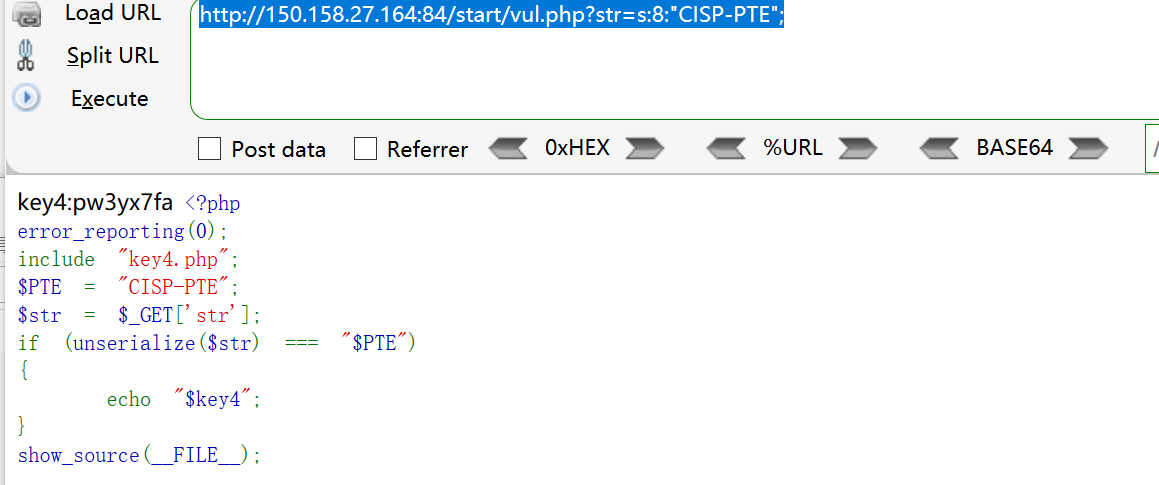 Load URL
http://150.158.27.164:84/start/vul.php?str=s:8:"CISP-PTE";
Split URL
Execute
Post data Referrer 0xHEX %URL BASE64 /
key4:pw3yx7fa <?php
error_reporting(0);
include "key4.php";
$PTE = "CISP-PTE";
$str = $_GET['str'];
if (unserialize($str) === "$PTE")
{
echo "$key4";
}
show_source(__FILE__);